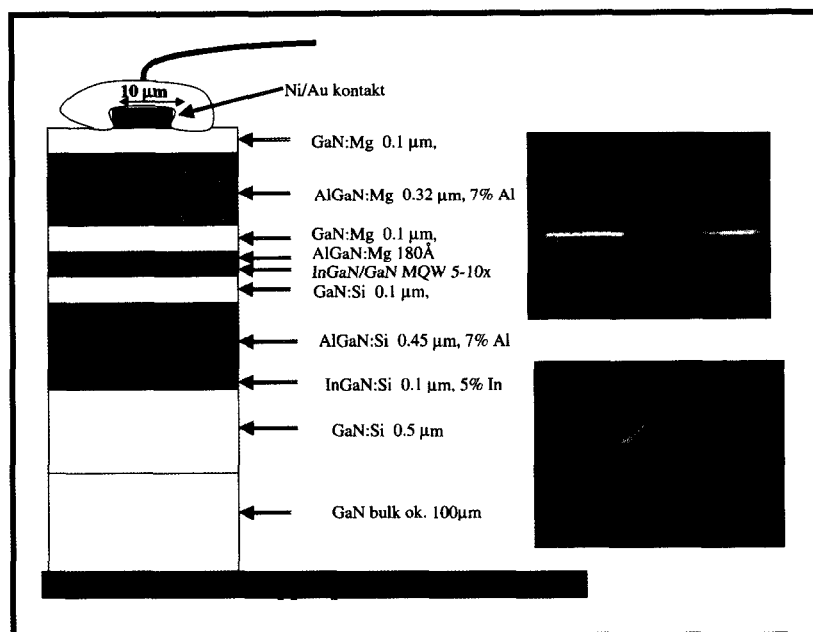 10 μm
Ni/Au kontakt
GaN:Mg 0.1 μm,
AlGaN:Mg 0.32 μm, 7% Al
GaN:Mg 0.1 μm,
AlGaN:Mg 180Å
InGaN/GaN MQW 5-10x
GaN:Si 0.1 μm,
AlGaN:Si 0.45 μm, 7% Al
InGaN:Si 0.1 μm, 5% In
GaN:Si 0.5 μm
GaN bulk ok. 100μm